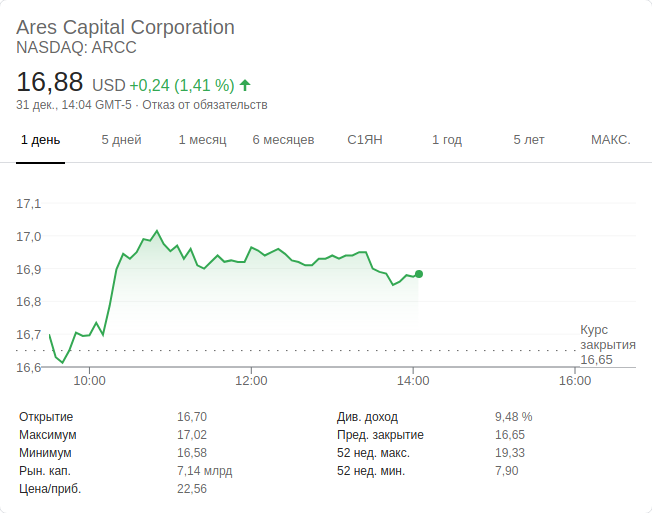 Ares Capital Corporation
NASDAQ: ARCC
16,88 USD +0,24 (1,41 %)
31 дек., 14:04 GMT-5 · Отказ от обязательств
1 день 5 дней 1 месяц 6 месяцев С1ЯН 1 год 5 лет МАКС.
17,1
17,0
16,9
16,8
16,7
16,6
Курс
закрытия
16,65
10:00 12:00 14:00 16:00
Открытие 16,70 Див. доход 9,48 %
Максимум 17,02 Пред. закрытие 16,65
Минимум 16,58 52 нед. макс. 19,33
Рын. кап. 7,14 млрд 52 нед. мин. 7,90
Цена/приб. 22,56